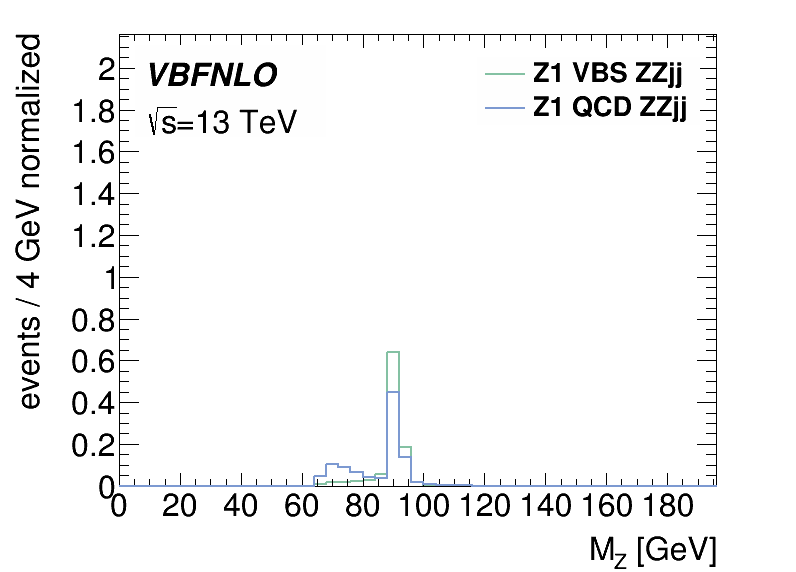 events / 4 GeV normalized
VBFNLO
√s=13 TeV
Z1 VBS ZZjj
Z1 QCD ZZjj
2
1.8
1.6
1.4
1.2
1
0.8
0.6
0.4
0.2
0
0 20 40 60 80 100 120 140 160 180
M_Z [GeV]